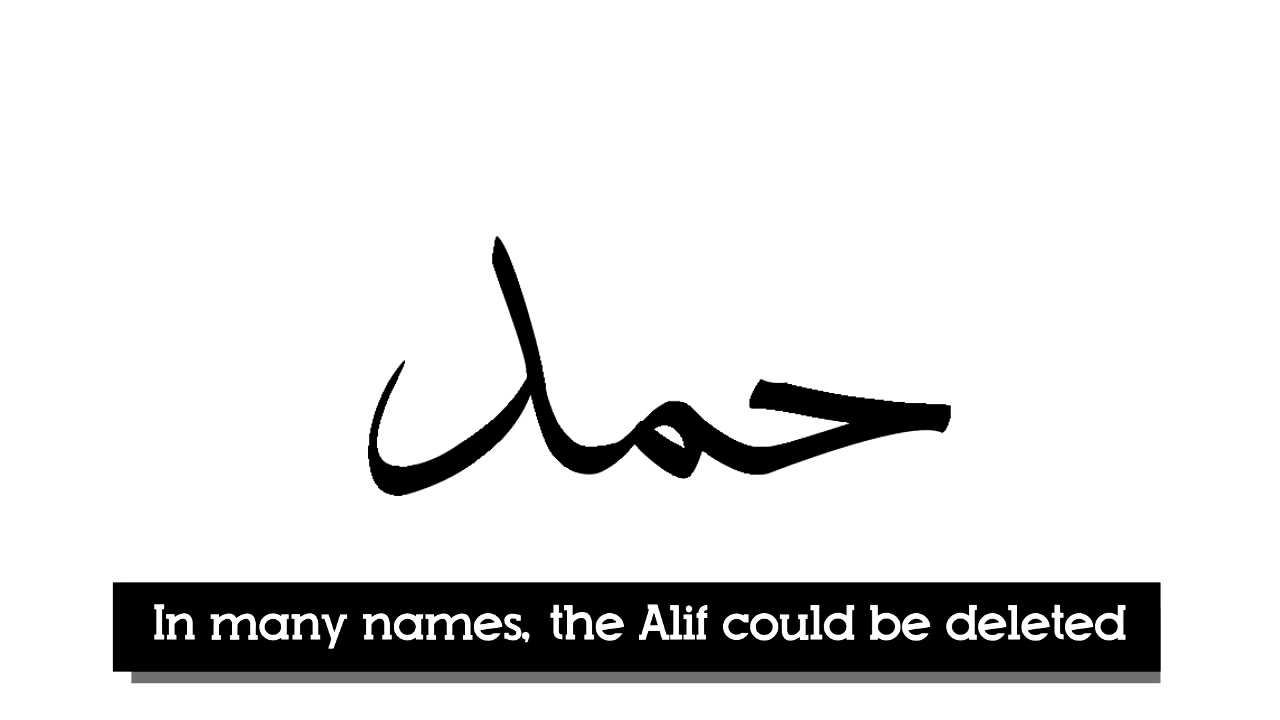 حمد
In many names, the Alif could be deleted